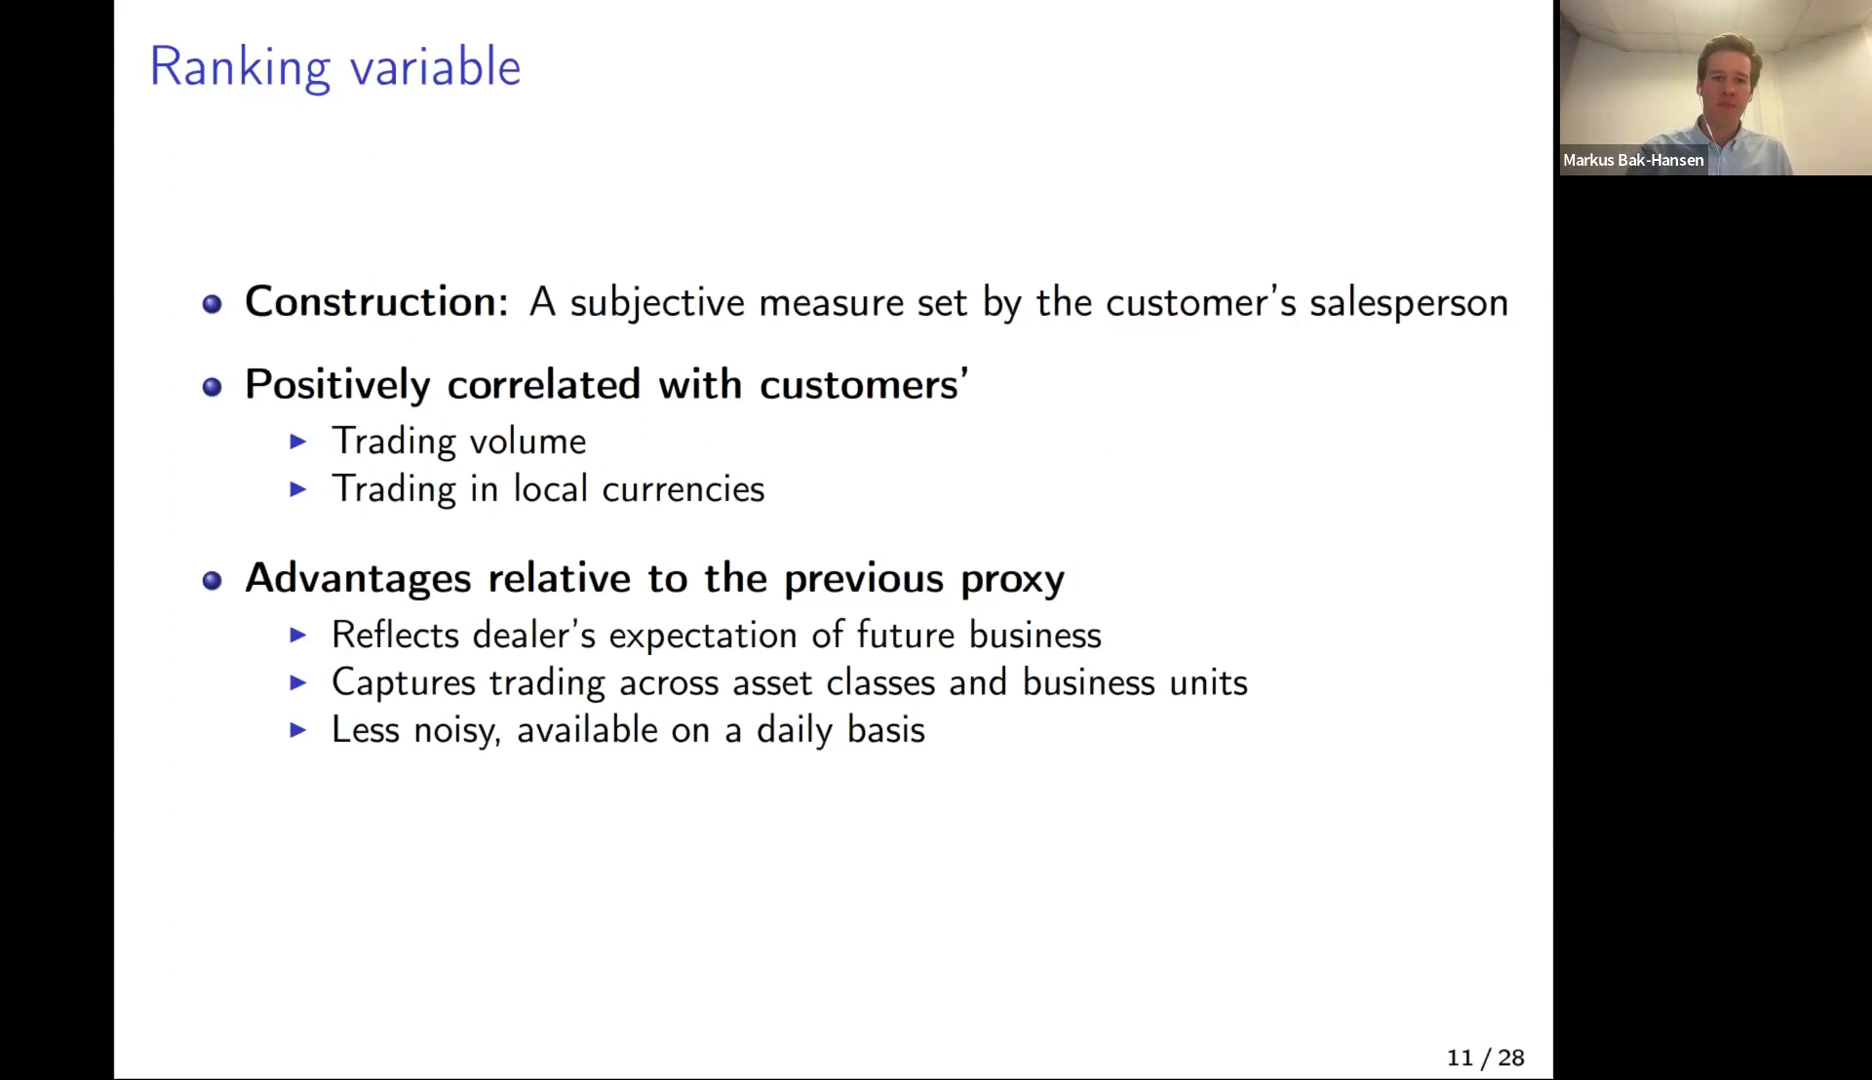 Ranking variable
Markus Bak-Hansen
Construction: A subjective measure set by the customer's salesperson
Positively correlated with customers'
Trading volume
Trading in local currencies
Advantages relative to the previous proxy
Reflects dealer's expectation of future business
Captures trading across asset classes and business units
Less noisy, available on a daily basis
11 / 28